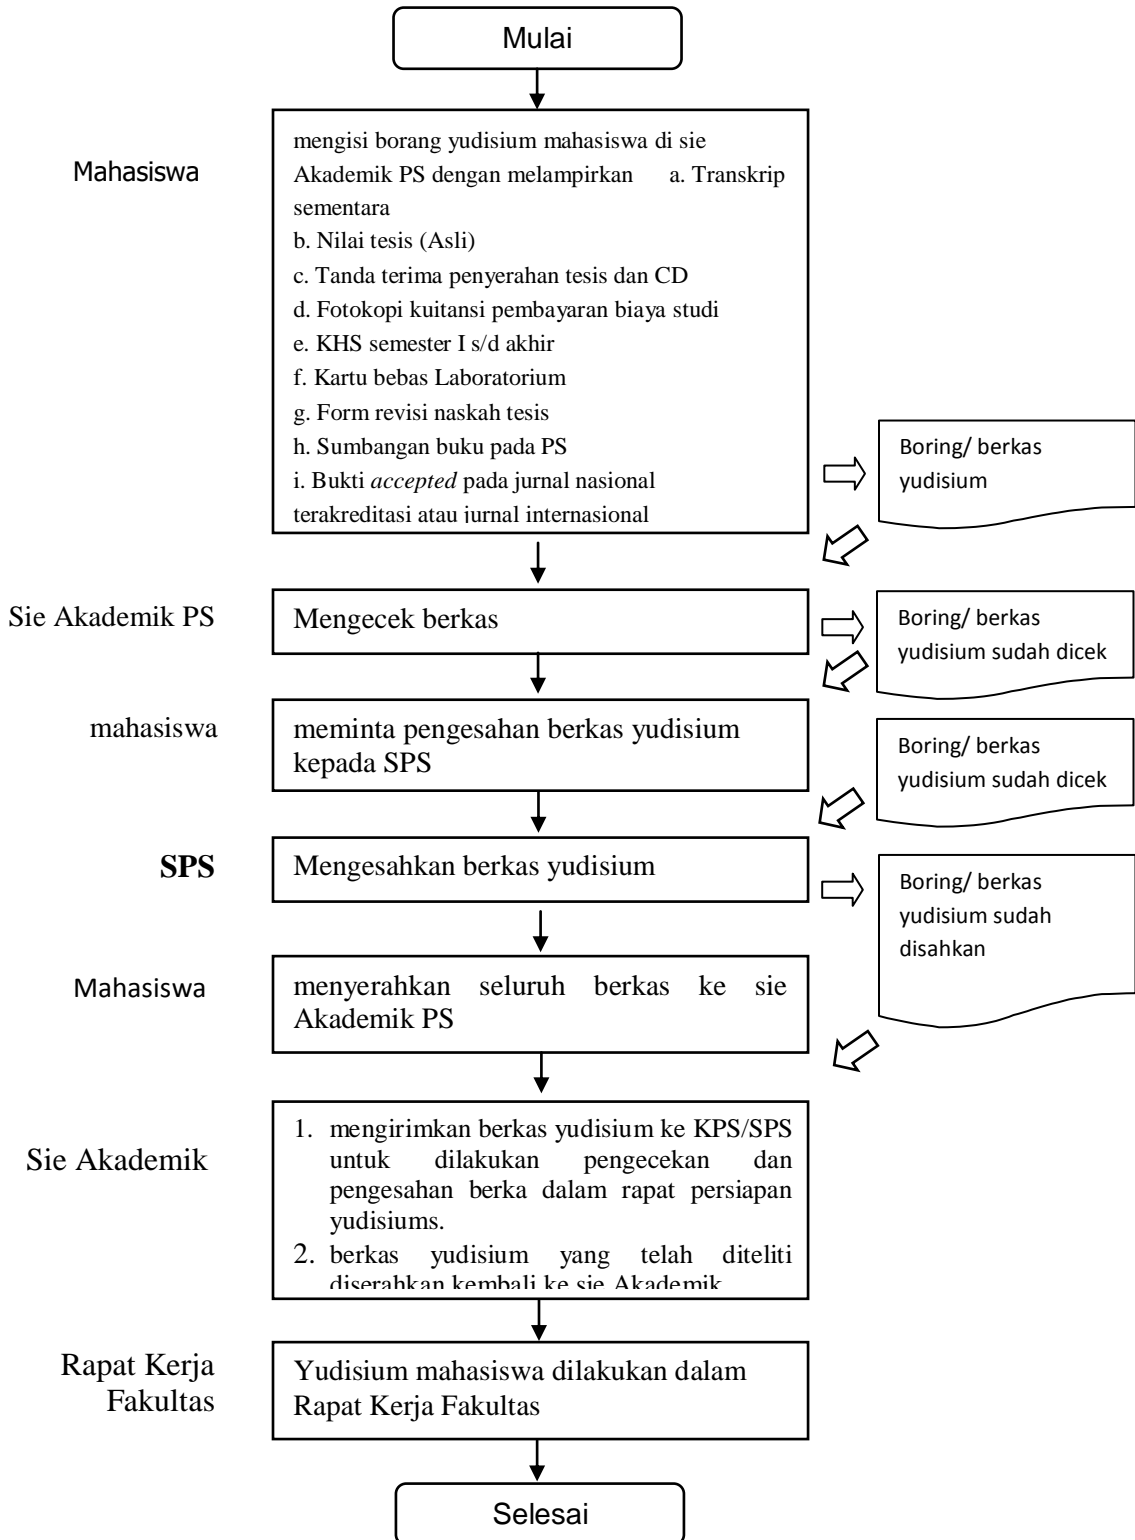 Mulai
Mahasiswa
mengisi borang yudisium mahasiswa di sie
Akademik PS dengan melampirkan a. Transkrip
sementara
b. Nilai tesis (Asli)
c. Tanda terima penyerahan tesis dan CD
d. Fotokopi kuitansi pembayaran biaya studi
e. KHS semester I s/d akhir
f. Kartu bebas Laboratorium
g. Form revisi naskah tesis
h. Sumbangan buku pada PS
i. Bukti accepted pada jurnal nasional
terakreditasi atau jurnal internasional
Boring/ berkas
yudisium
Sie Akademik PS
Mengecek berkas
Boring/ berkas
yudisium sudah dicek
mahasiswa
meminta pengesahan berkas yudisium
kepada SPS
Boring/ berkas
yudisium sudah dicek
SPS
Mengesahkan berkas yudisium
Boring/ berkas
yudisium sudah
disahkan
Mahasiswa
menyerahkan seluruh berkas ke sie
Akademik PS
Sie Akademik
1. mengirimkan berkas yudisium ke KPS/SPS
untuk dilakukan pengecekan dan
pengesahan berka dalam rapat persiapan
yudisiums.
2. berkas yudisium yang telah diteliti
diserahkan kembali ke sie Akademik
Rapat Kerja
Fakultas
Yudisium mahasiswa dilakukan dalam
Rapat Kerja Fakultas
Selesai